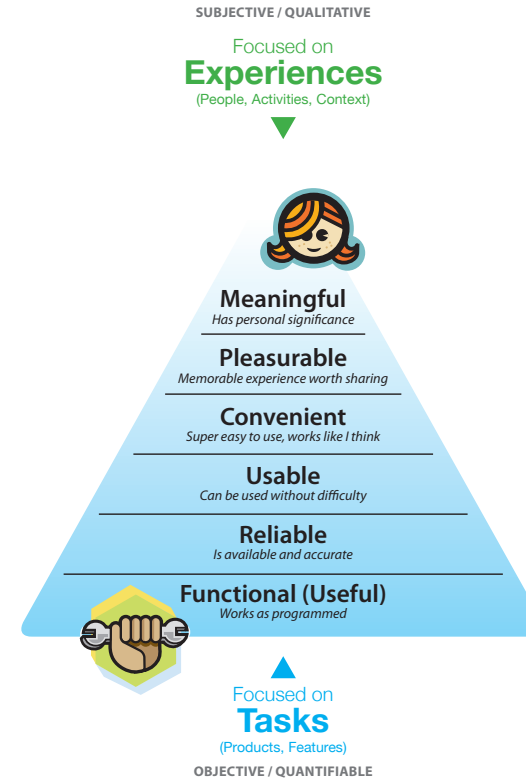 SUBJECTIVE / QUALITATIVE
Focused on
Experiences
(People, Activities, Context)
Meaningful
Has personal significance
Pleasurable
Memorable experience worth sharing
Convenient
Super easy to use, works like I think
Usable
Can be used without difficulty
Reliable
Is available and accurate
Functional (Useful)
Works as programmed
Focused on
Tasks
(Products, Features)
OBJECTIVE / QUANTIFIABLE